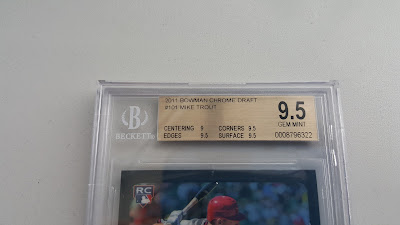 2011 BOWMAN CHROME DRAFT
#101 MIKE TROUT
CENTERING 9 CORNERS 9.5
EDGES 9.5 SURFACE 9.5
9.5
GEM MINT
0008796322
B
BECKETT
RC